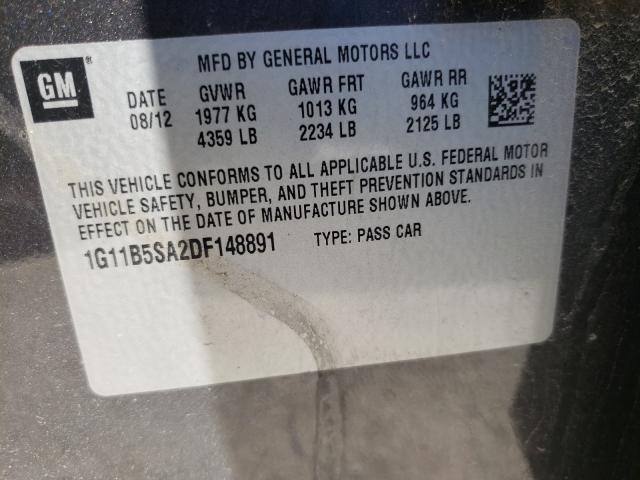 GM®
MFD BY GENERAL MOTORS LLC
DATE GVWR GAWR FRT GAWR RR
08/12 1977 KG 1013 KG 964 KG
4359 LB 2234 LB 2125 LB
THIS VEHICLE CONFORMS TO ALL APPLICABLE U.S. FEDERAL MOTOR
VEHICLE SAFETY, BUMPER, AND THEFT PREVENTION STANDARDS IN
EFFECT ON THE DATE OF MANUFACTURE SHOWN ABOVE.
1G11B5SA2DF148891 TYPE: PASS CAR